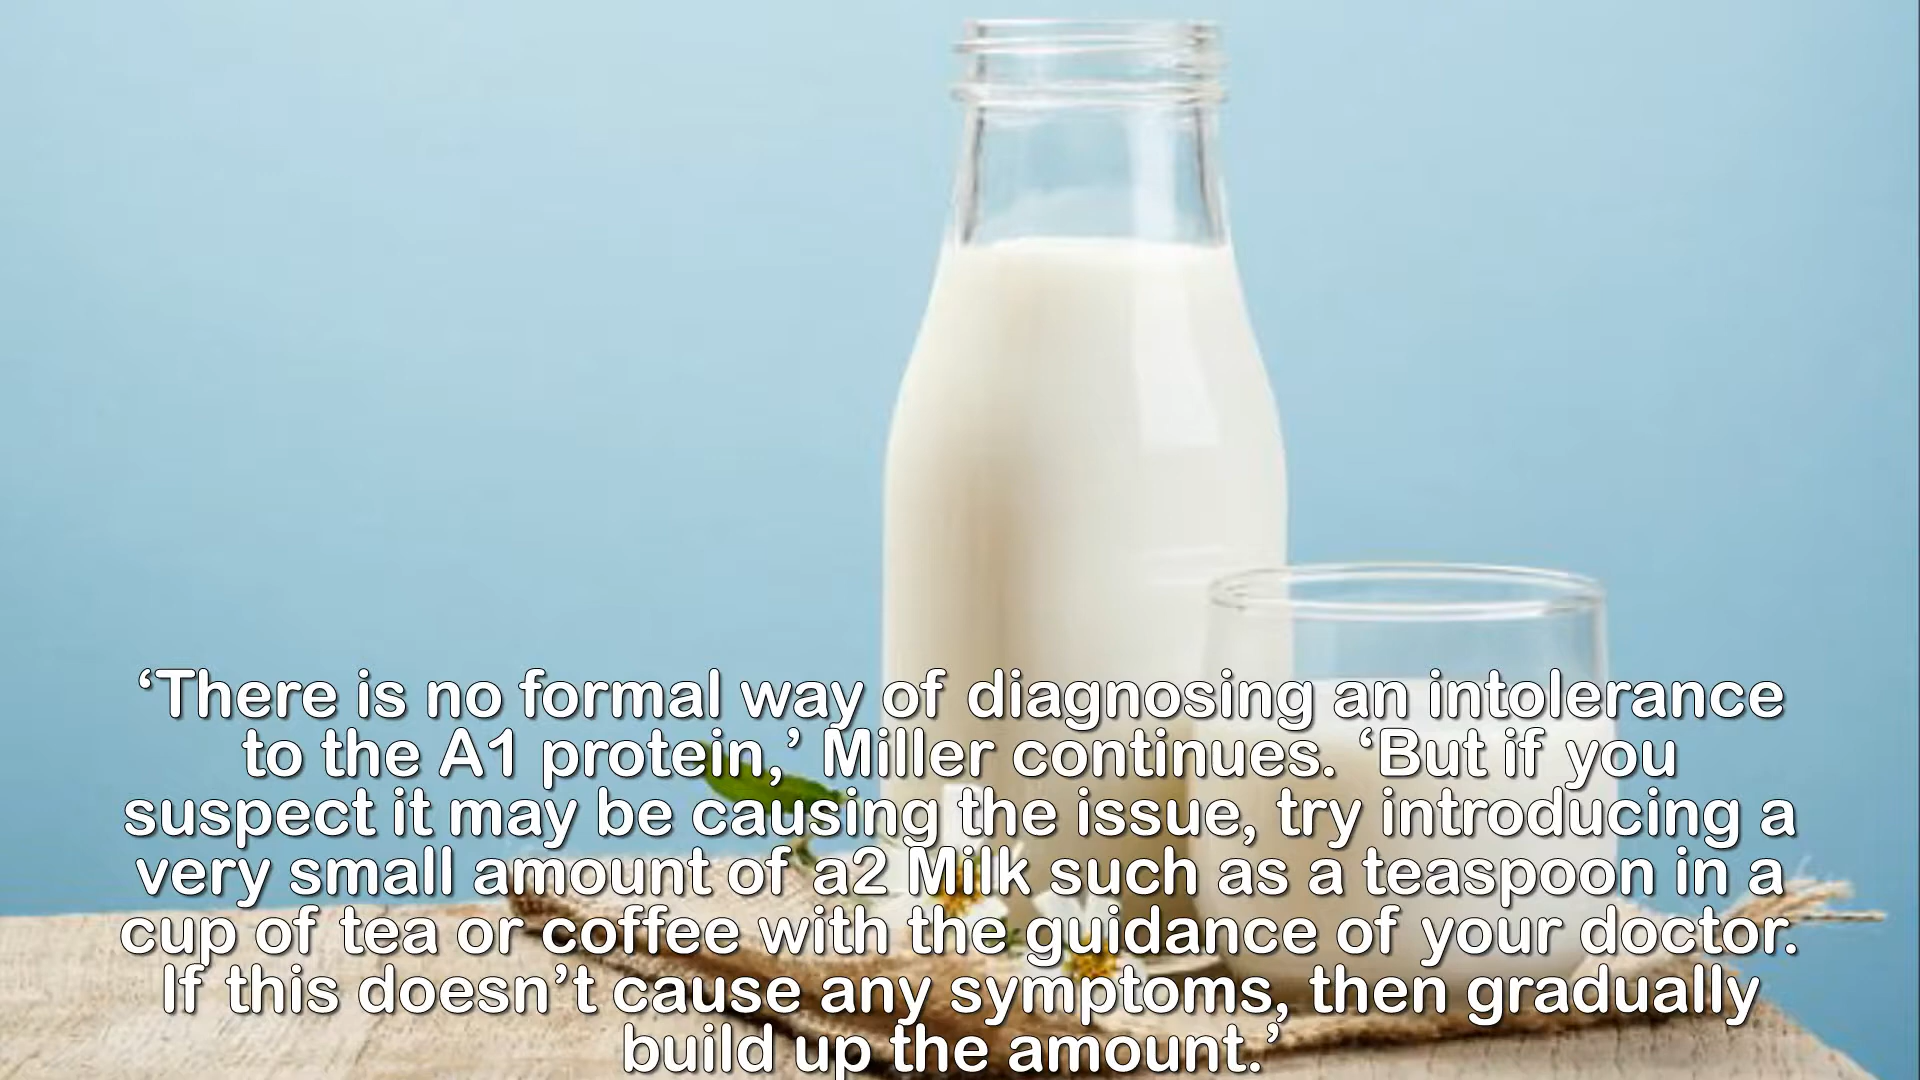 ‘There is no formal way of diagnosing an intolerance
to the A1 protein,’ Miller continues. ‘But if you
suspect it may be causing the issue, try introducing a
very small amount of a2 Milk such as a teaspoon in a
cup of tea or coffee with the guidance of your doctor.
If this doesn’t cause any symptoms, then gradually
build up the amount.’